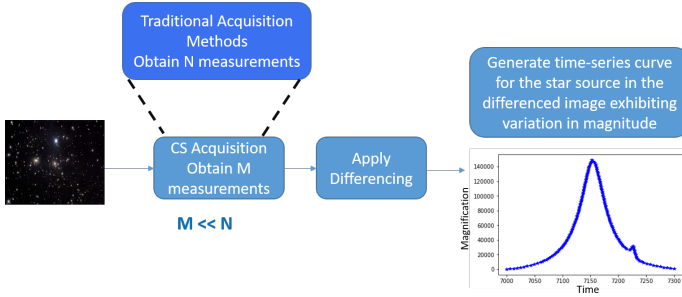 Traditional Acquisition
Methods
Obtain N measurements
CS Acquisition
Obtain M
measurements
M << N
Apply
Differencing
Generate time-series curve
for the star source in the
differenced image exhibiting
variation in magnitude
Magnification
140000
120000
100000
80000
60000
40000
20000
0
7000
7050
7100
7150
7200
7250
7300
Time